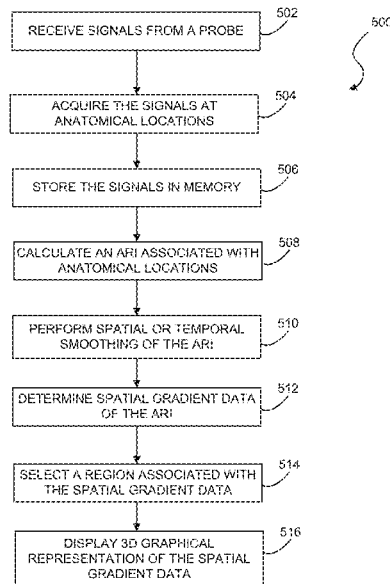 500
502
RECEIVE SIGNALS FROM A PROBE
504
ACQUIRE THE SIGNALS AT
ANATOMICAL LOCATIONS
506
STORE THE SIGNALS IN MEMORY
508
CALCULATE AN ARI ASSOCIATED WITH
ANATOMICAL LOCATIONS
510
PERFORM SPATIAL OR TEMPORAL
SMOOTHING OF THE ARI
512
DETERMINE SPATIAL GRADIENT DATA
OF THE ARI
514
SELECT A REGION ASSOCIATED WITH
THE SPATIAL GRADIENT DATA
516
DISPLAY 3D GRAPHICAL
REPRESENTATION OF THE SPATIAL
GRADIENT DATA